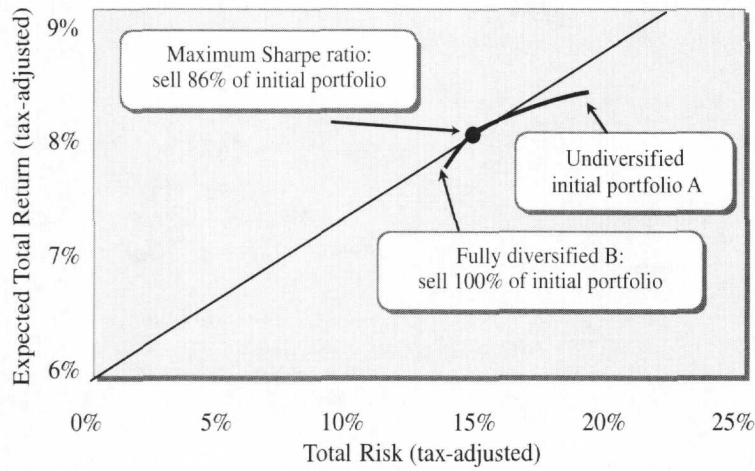 Expected Total Return (tax-adjusted)
9%
8%
7%
6%
Maximum Sharpe ratio:
sell 86% of initial portfolio
Undiversified
initial portfolio A
Fully diversified B:
sell 100% of initial portfolio
0%
5%
10%
15%
20%
25%
Total Risk (tax-adjusted)